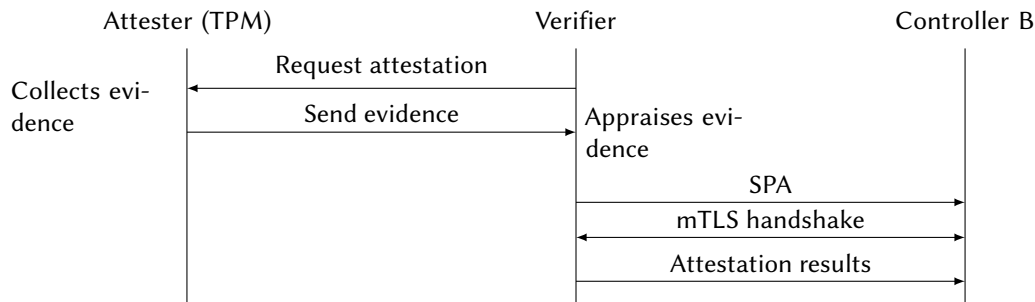 Attester (TPM) Verifier Controller B
Request attestation
Collects evi-
dence
Send evidence
Appraises evi-
dence
SPA
mTLS handshake
Attestation results